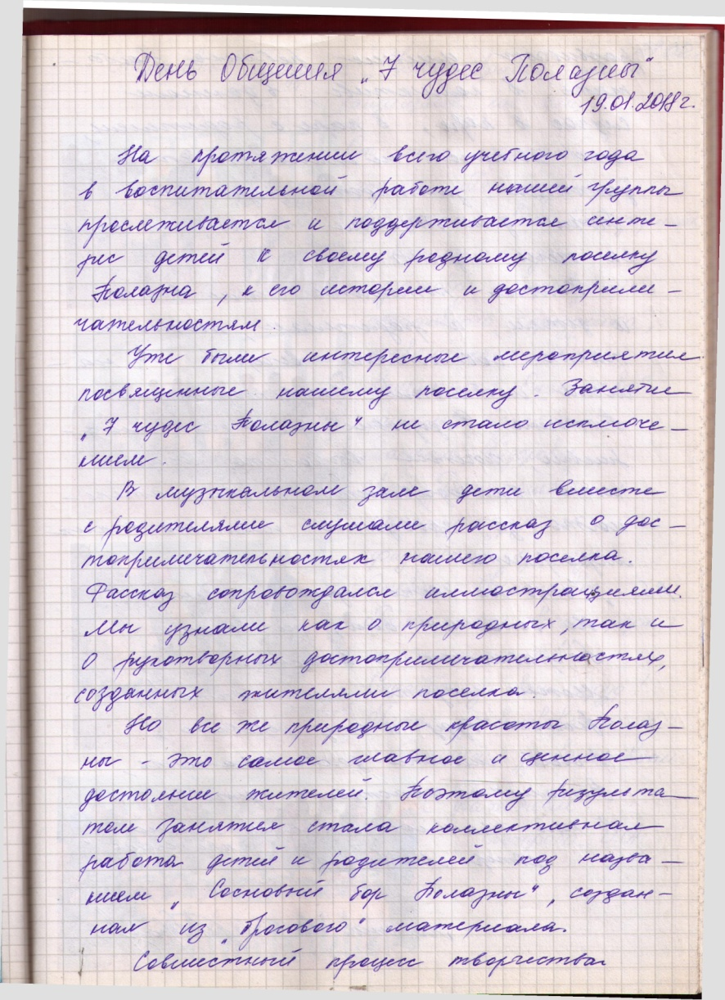 День Общения „7 чудес Полазны"
19.01.2018 г.
На протяжении всего учебного года
в воспитательной работе нашей группы
прослеживается и поддерживается инте-
рес детей к своему родному поселку
Полазна, к его истории и достоприме-
чательностям.
Уже были интересные мероприятия
посвященные нашему поселку. Занятие
„7 чудес Полазны" не стало исключе-
нием.
В музыкальном зале дети вместе
с родителями слушали рассказ о дос-
топримечательностях нашего поселка.
Рассказ сопровождался иллюстрациями.
Мы узнали как о природных, так и
о рукотворных достопримечательностях,
созданных жителями поселка.
Но все же природные красоты Полаз-
ны - это самое главное и ценное
достояние жителей. Поэтому результа-
том занятия стала коллективная
работа детей и родителей под назва-
нием „Сосновый бор Полазны", создан-
ная из „бросового" материала.
Совместный процесс творчества